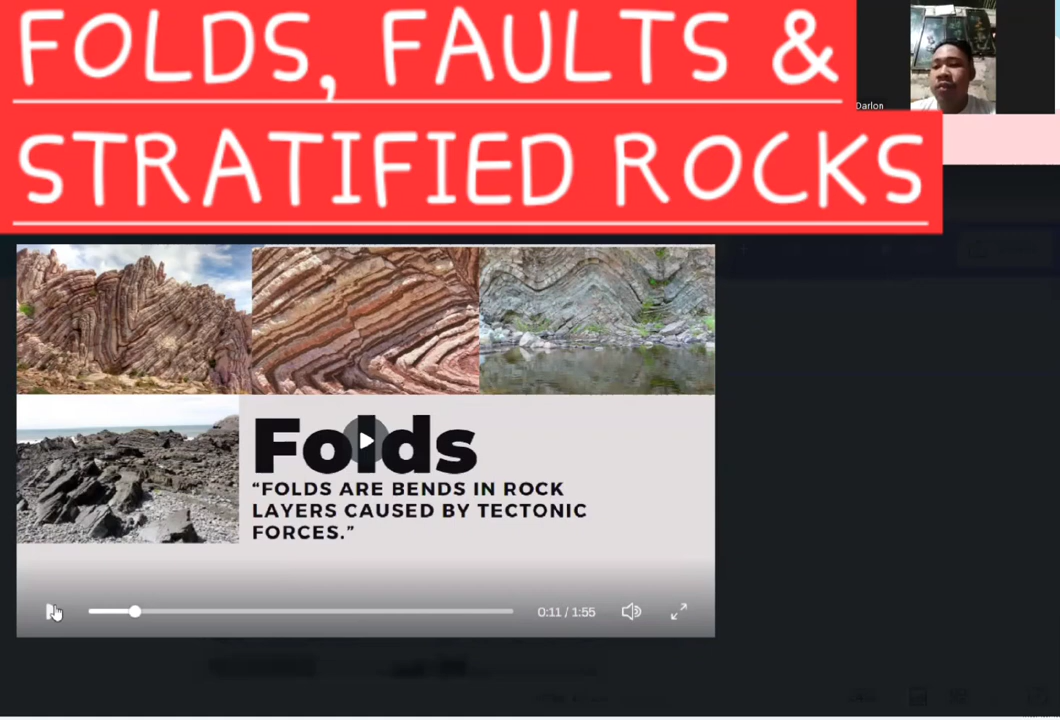 FOLDS, FAULTS &
STRATIFIED ROCKS
Darlon
Folds
“FOLDS ARE BENDS IN ROCK
LAYERS CAUSED BY TECTONIC
FORCES.”
0:11 / 1:55